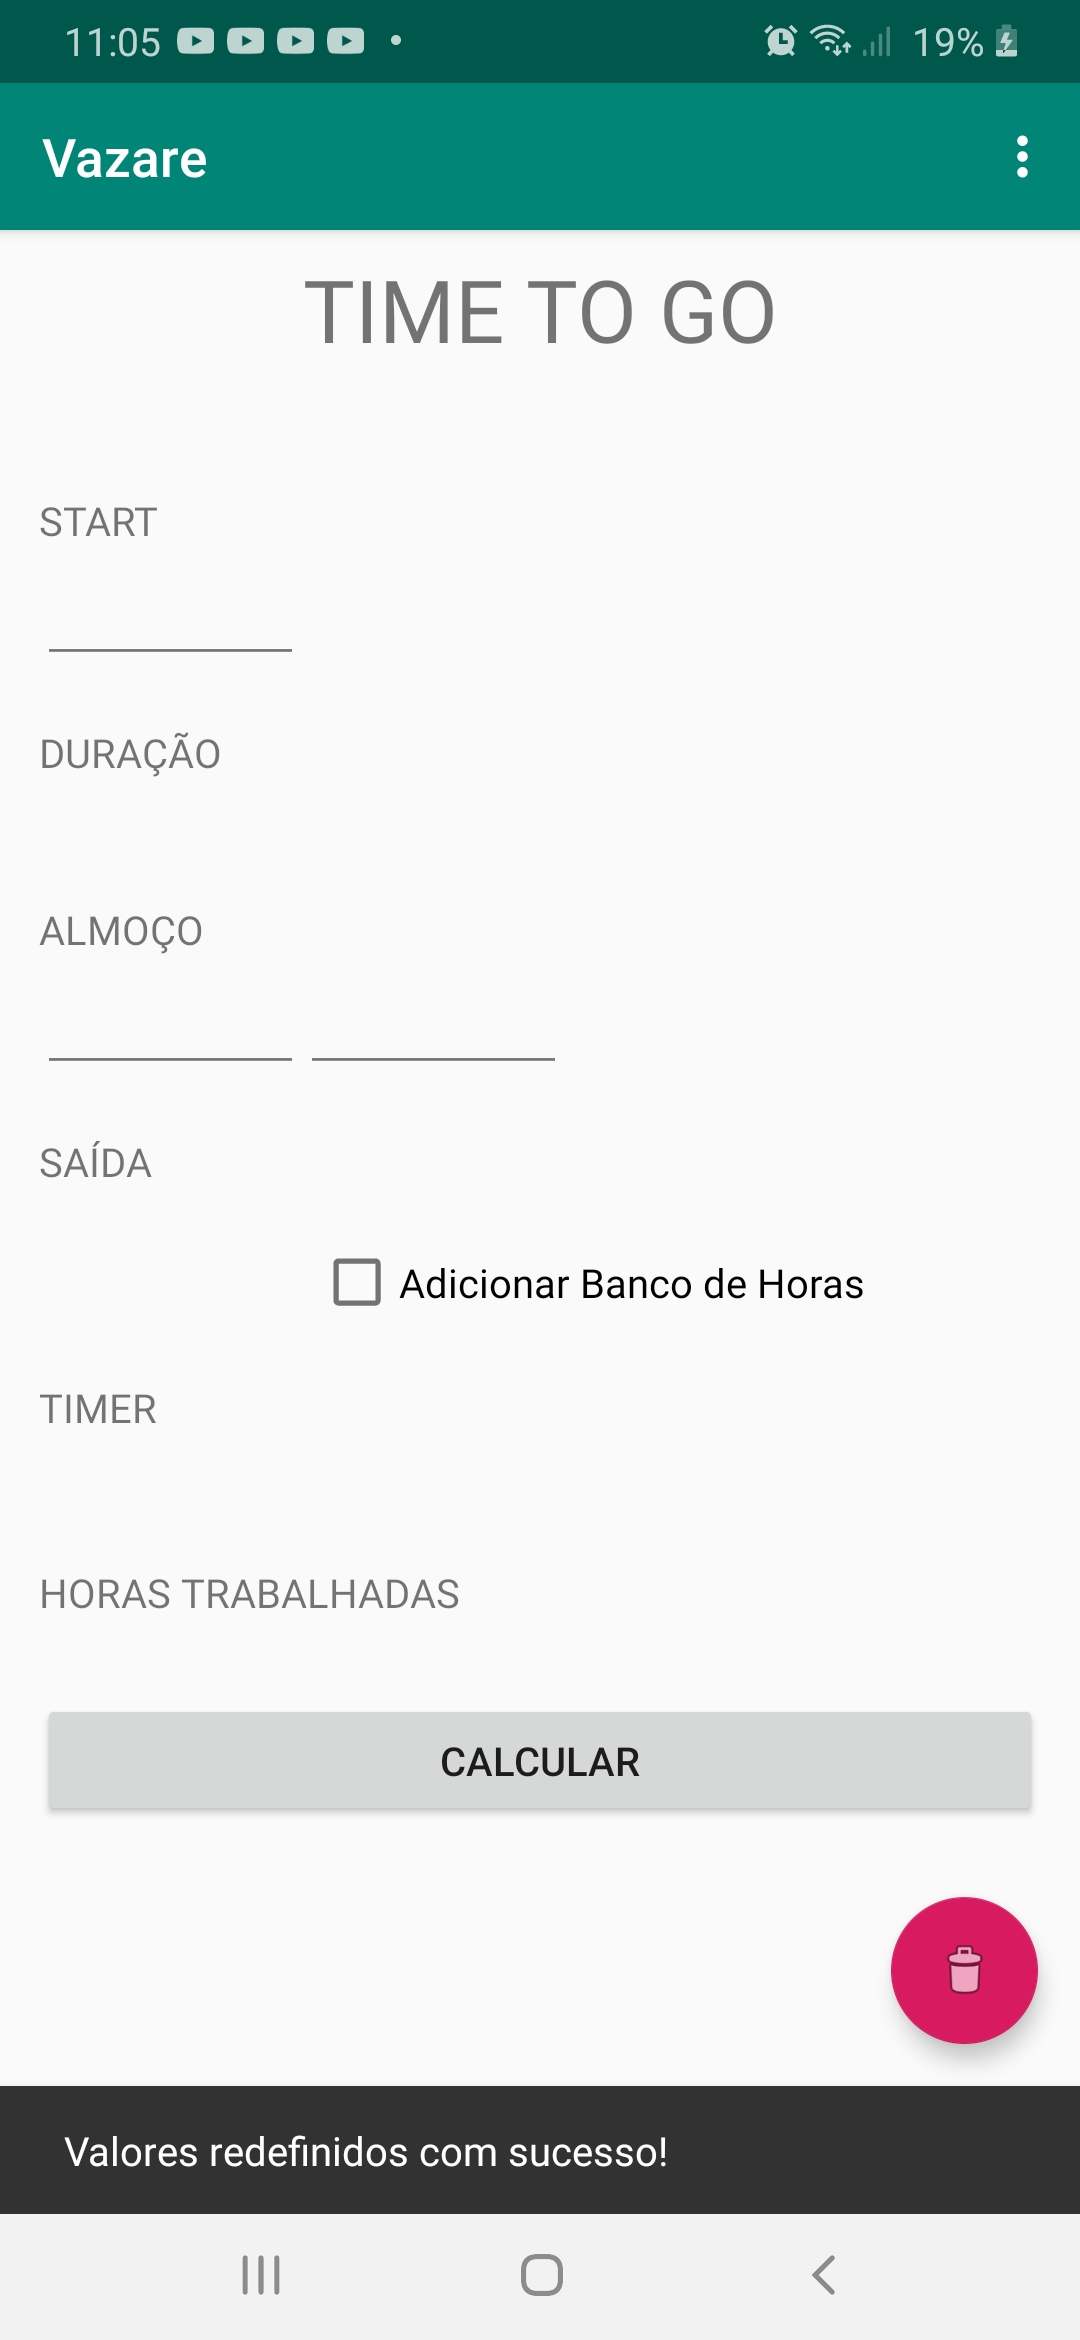 11:05 19%
Vazare
TIME TO GO
START
DURAÇÃO
ALMOÇO
SAÍDA
Adicionar Banco de Horas
TIMER
HORAS TRABALHADAS
CALCULAR
Valores redefinidos com sucesso!